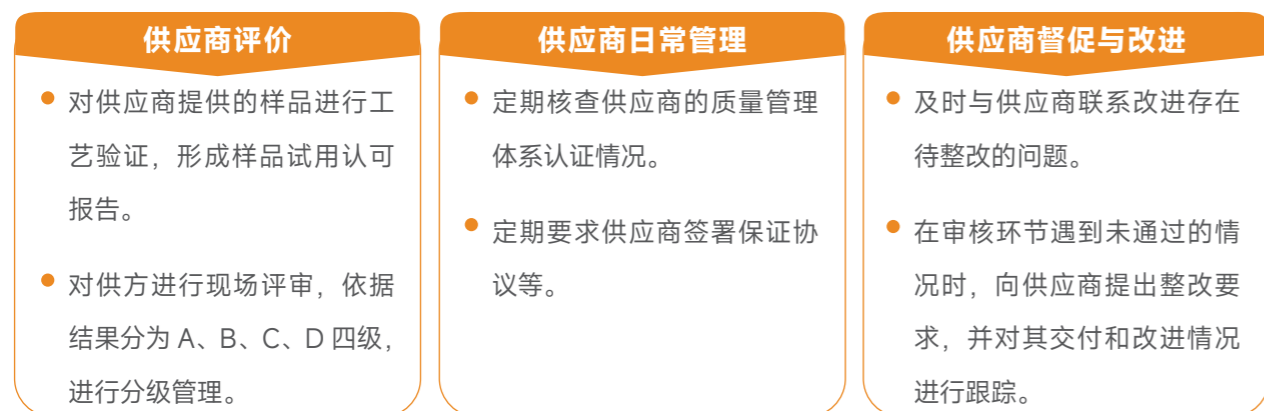 供应商评价
对供应商提供的样品进行工
艺验证，形成样品试用认可
报告。
对供方进行现场评审，依据
结果分为 A、B、C、D 四级，
进行分级管理。
供应商日常管理
定期核查供应商的质量管理
体系认证情况。
定期要求供应商签署保证协
议等。
供应商督促与改进
及时与供应商联系改进存在
待整改的问题。
在审核环节遇到未通过的情
况时，向供应商提出整改要
求，并对其交付和改进情况
进行跟踪。